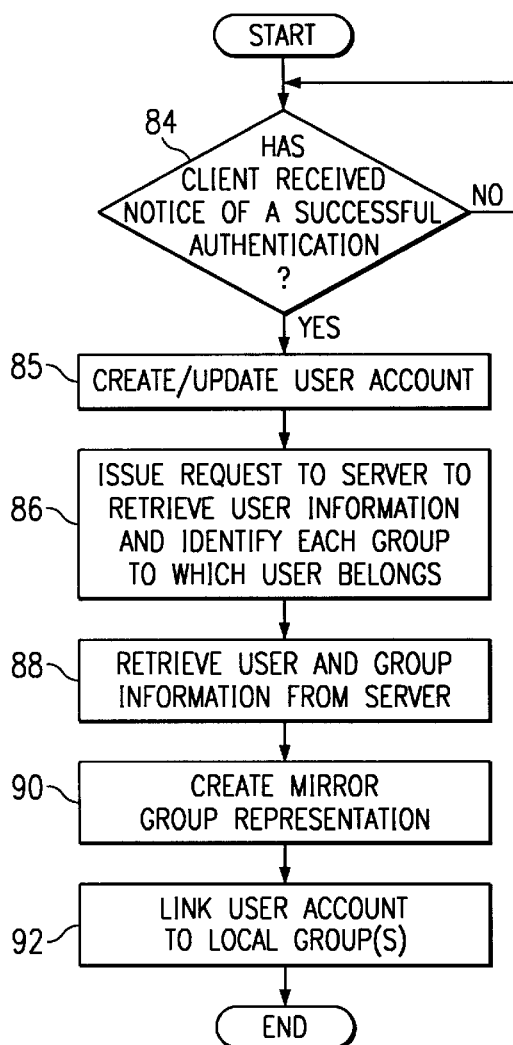 START
84
HAS
CLIENT RECEIVED
NOTICE OF A SUCCESSFUL
AUTHENTICATION
?
NO
YES
85
CREATE/UPDATE USER ACCOUNT
86
ISSUE REQUEST TO SERVER TO
RETRIEVE USER INFORMATION
AND IDENTIFY EACH GROUP
TO WHICH USER BELONGS
88
RETRIEVE USER AND GROUP
INFORMATION FROM SERVER
90
CREATE MIRROR
GROUP REPRESENTATION
92
LINK USER ACCOUNT
TO LOCAL GROUP(S)
END